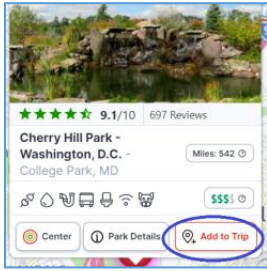 9.1/10 697 Reviews
Cherry Hill Park -
Washington, D.C. -
Miles: 542
College Park, MD
$$$$
Center
Park Details
Add to Trip